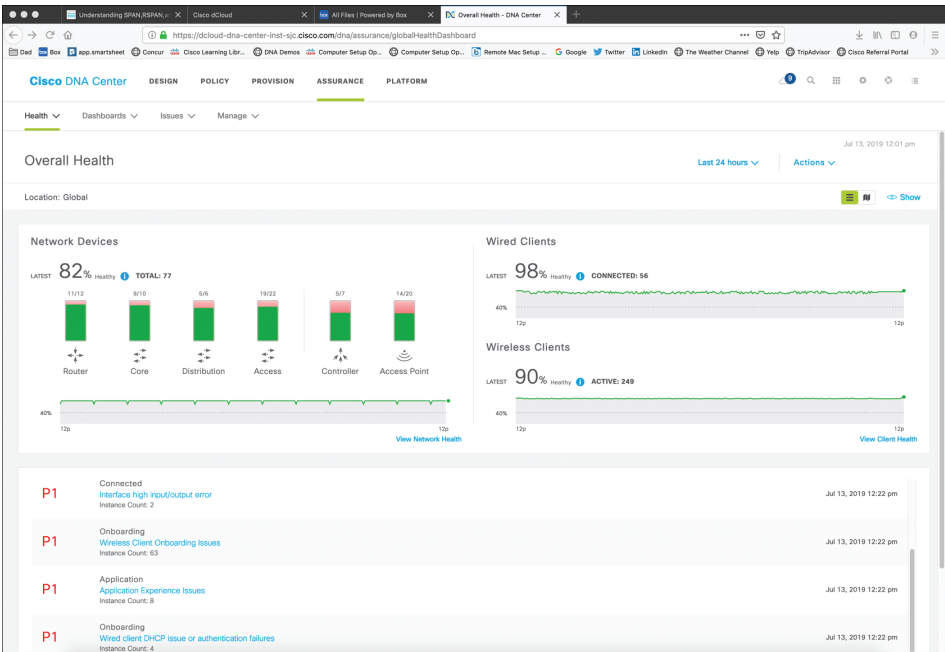 Understanding SPAN,RSPAN,an
Cisco dCloud
All Files | Powered by Box
Overall Health - DNA Center
https://dcloud-dna-center-inst-sjc.cisco.com/dna/assurance/globalHealthDashboard
Dad
box Box
app.smartsheet
Concur
Cisco Learning Libr...
DNA Demos
Computer Setup Op...
Computer Setup Op...
Remote Mac Setup ...
Google
Twitter
LinkedIn
The Weather Channel
Yelp
TripAdvisor
Cisco Referral Portal
Cisco DNA Center
DESIGN
POLICY
PROVISION
ASSURANCE
PLATFORM
9
Health
Dashboards
Issues
Manage
Jul 13, 2019 12:01 pm
Overall Health
Last 24 hours
Actions
Location: Global
Show
Network Devices
LATEST 82% Healthy TOTAL: 77
11/12 9/10 5/6 19/22 5/7 14/20
Router Core Distribution Access Controller Access Point
40%
12p 12p
View Network Health
Wired Clients
LATEST 98% Healthy CONNECTED: 56
40%
12p 12p
Wireless Clients
LATEST 90% Healthy ACTIVE: 249
40%
12p 12p
View Client Health
P1
Connected
Interface high input/output error
Instance Count: 2
Jul 13, 2019 12:22 pm
P1
Onboarding
Wireless Client Onboarding Issues
Instance Count: 63
Jul 13, 2019 12:22 pm
P1
Application
Application Experience Issues
Instance Count: 8
Jul 13, 2019 12:22 pm
P1
Onboarding
Wired client DHCP issue or authentication failures
Instance Count: 4
Jul 13, 2019 12:22 pm